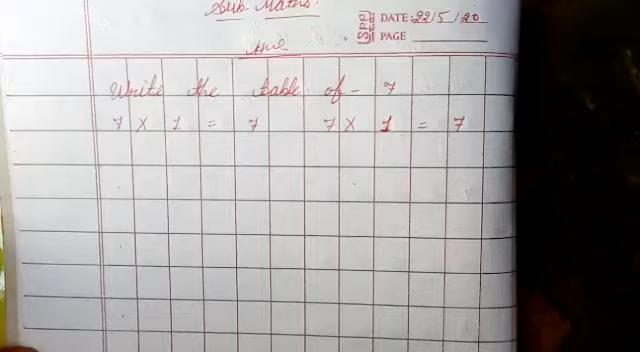 Sub- Maths
SPP DATE 22/5/20
PAGE
H.W
Write the table of - 7
7 X 1 = 7 7 X 1 = 7